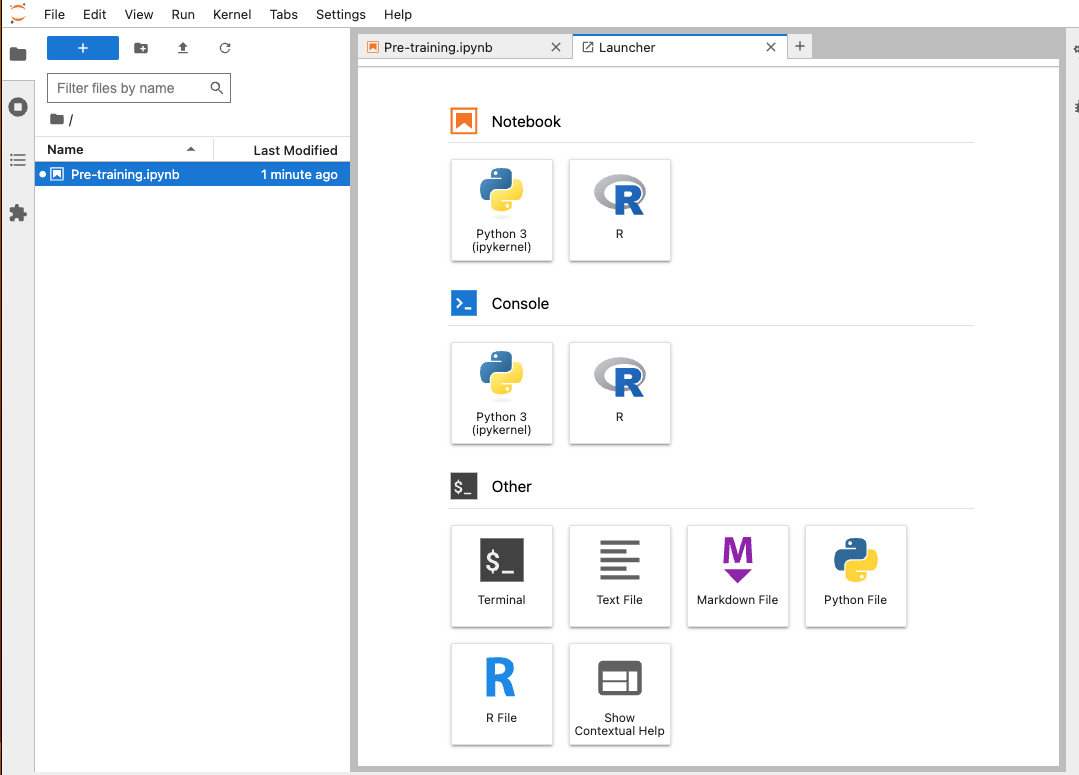 File Edit View Run Kernel Tabs Settings Help
+
Filter files by name
/
Name Last Modified
Pre-training.ipynb 1 minute ago
Pre-training.ipynb Launcher +
Notebook
Python 3
(ipykernel)
R
Console
Python 3
(ipykernel)
R
$_ Other
$_
Terminal
Text File
M
Markdown File
Python File
R
R File
Show
Contextual Help